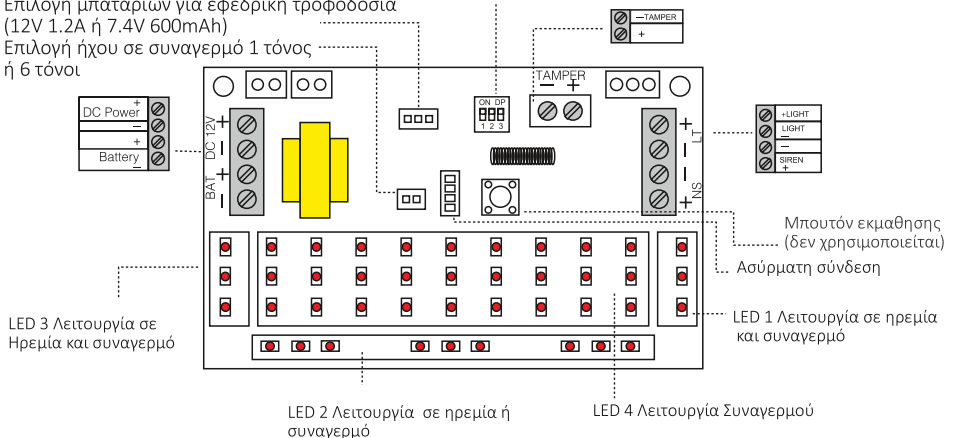 Επιλογή μπαταριών για εφεδρική τροφοδοσία
(12V 1.2A ή 7.4V 600mAh)
Επιλογή ήχου σε συναγερμό 1 τόνος
ή 6 τόνοι
− TAMPER
+
TAMPER
− +
ON DP
1 2 3
+
DC Power
−
+
Battery
−
DC 12V
+
−
BAT
+
−
+
LT
−
−
NS
+
+LIGHT
LIGHT
−
−
SIREN
+
Μπουτόν εκμαθησης
(δεν χρησιμοποιείται)
Ασύρματη σύνδεση
LED 3 Λειτουργία σε
Ηρεμία και συναγερμό
LED 1 Λειτουργία σε ηρεμία
και συναγερμό
LED 2 Λειτουργία σε ηρεμία ή
συναγερμό
LED 4 Λειτουργία Συναγερμού